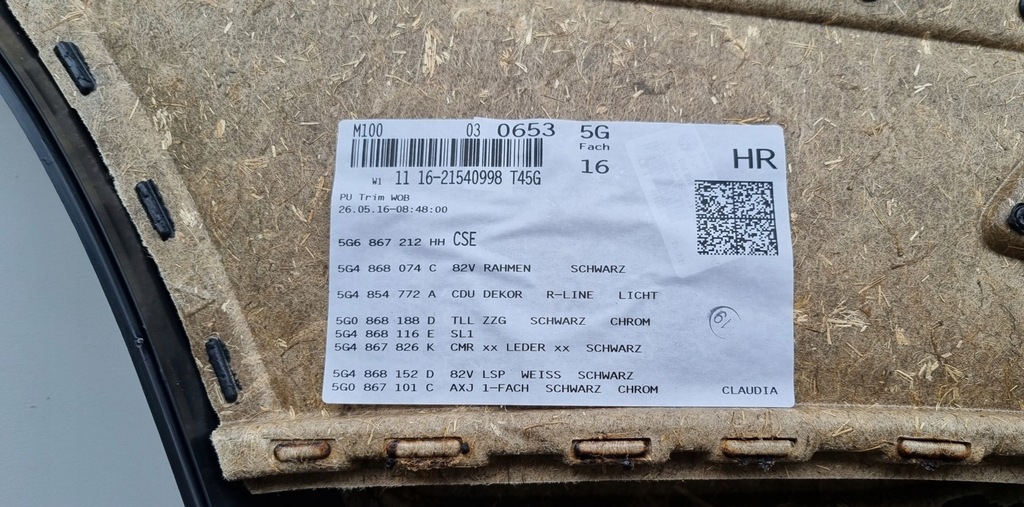 M100 03 0653 5G
Fach
16
HR
W1 11 16-21540998 T45G
PU Trim WOB
26.05.16-08:48:00
5G6 867 212 HH CSE
5G4 868 074 C 82V RAHMEN SCHWARZ
5G4 854 772 A CDU DEKOR R-LINE LICHT
5G0 868 188 D TLL ZZG SCHWARZ CHROM
5G4 868 116 E SL1
5G4 867 826 K CMR xx LEDER xx SCHWARZ
5G4 868 152 D 82V LSP WEISS SCHWARZ
5G0 867 101 C AXJ 1-FACH SCHWARZ CHROM
CLAUDIA